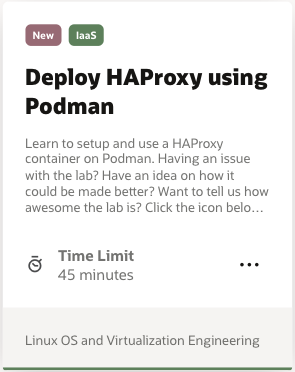 New IaaS
Deploy HAProxy using
Podman
Learn to setup and use a HAProxy
container on Podman. Having an issue
with the lab? Have an idea on how it
could be made better? Want to tell us how
awesome the lab is? Click the icon belo…
Time Limit
45 minutes
Linux OS and Virtualization Engineering